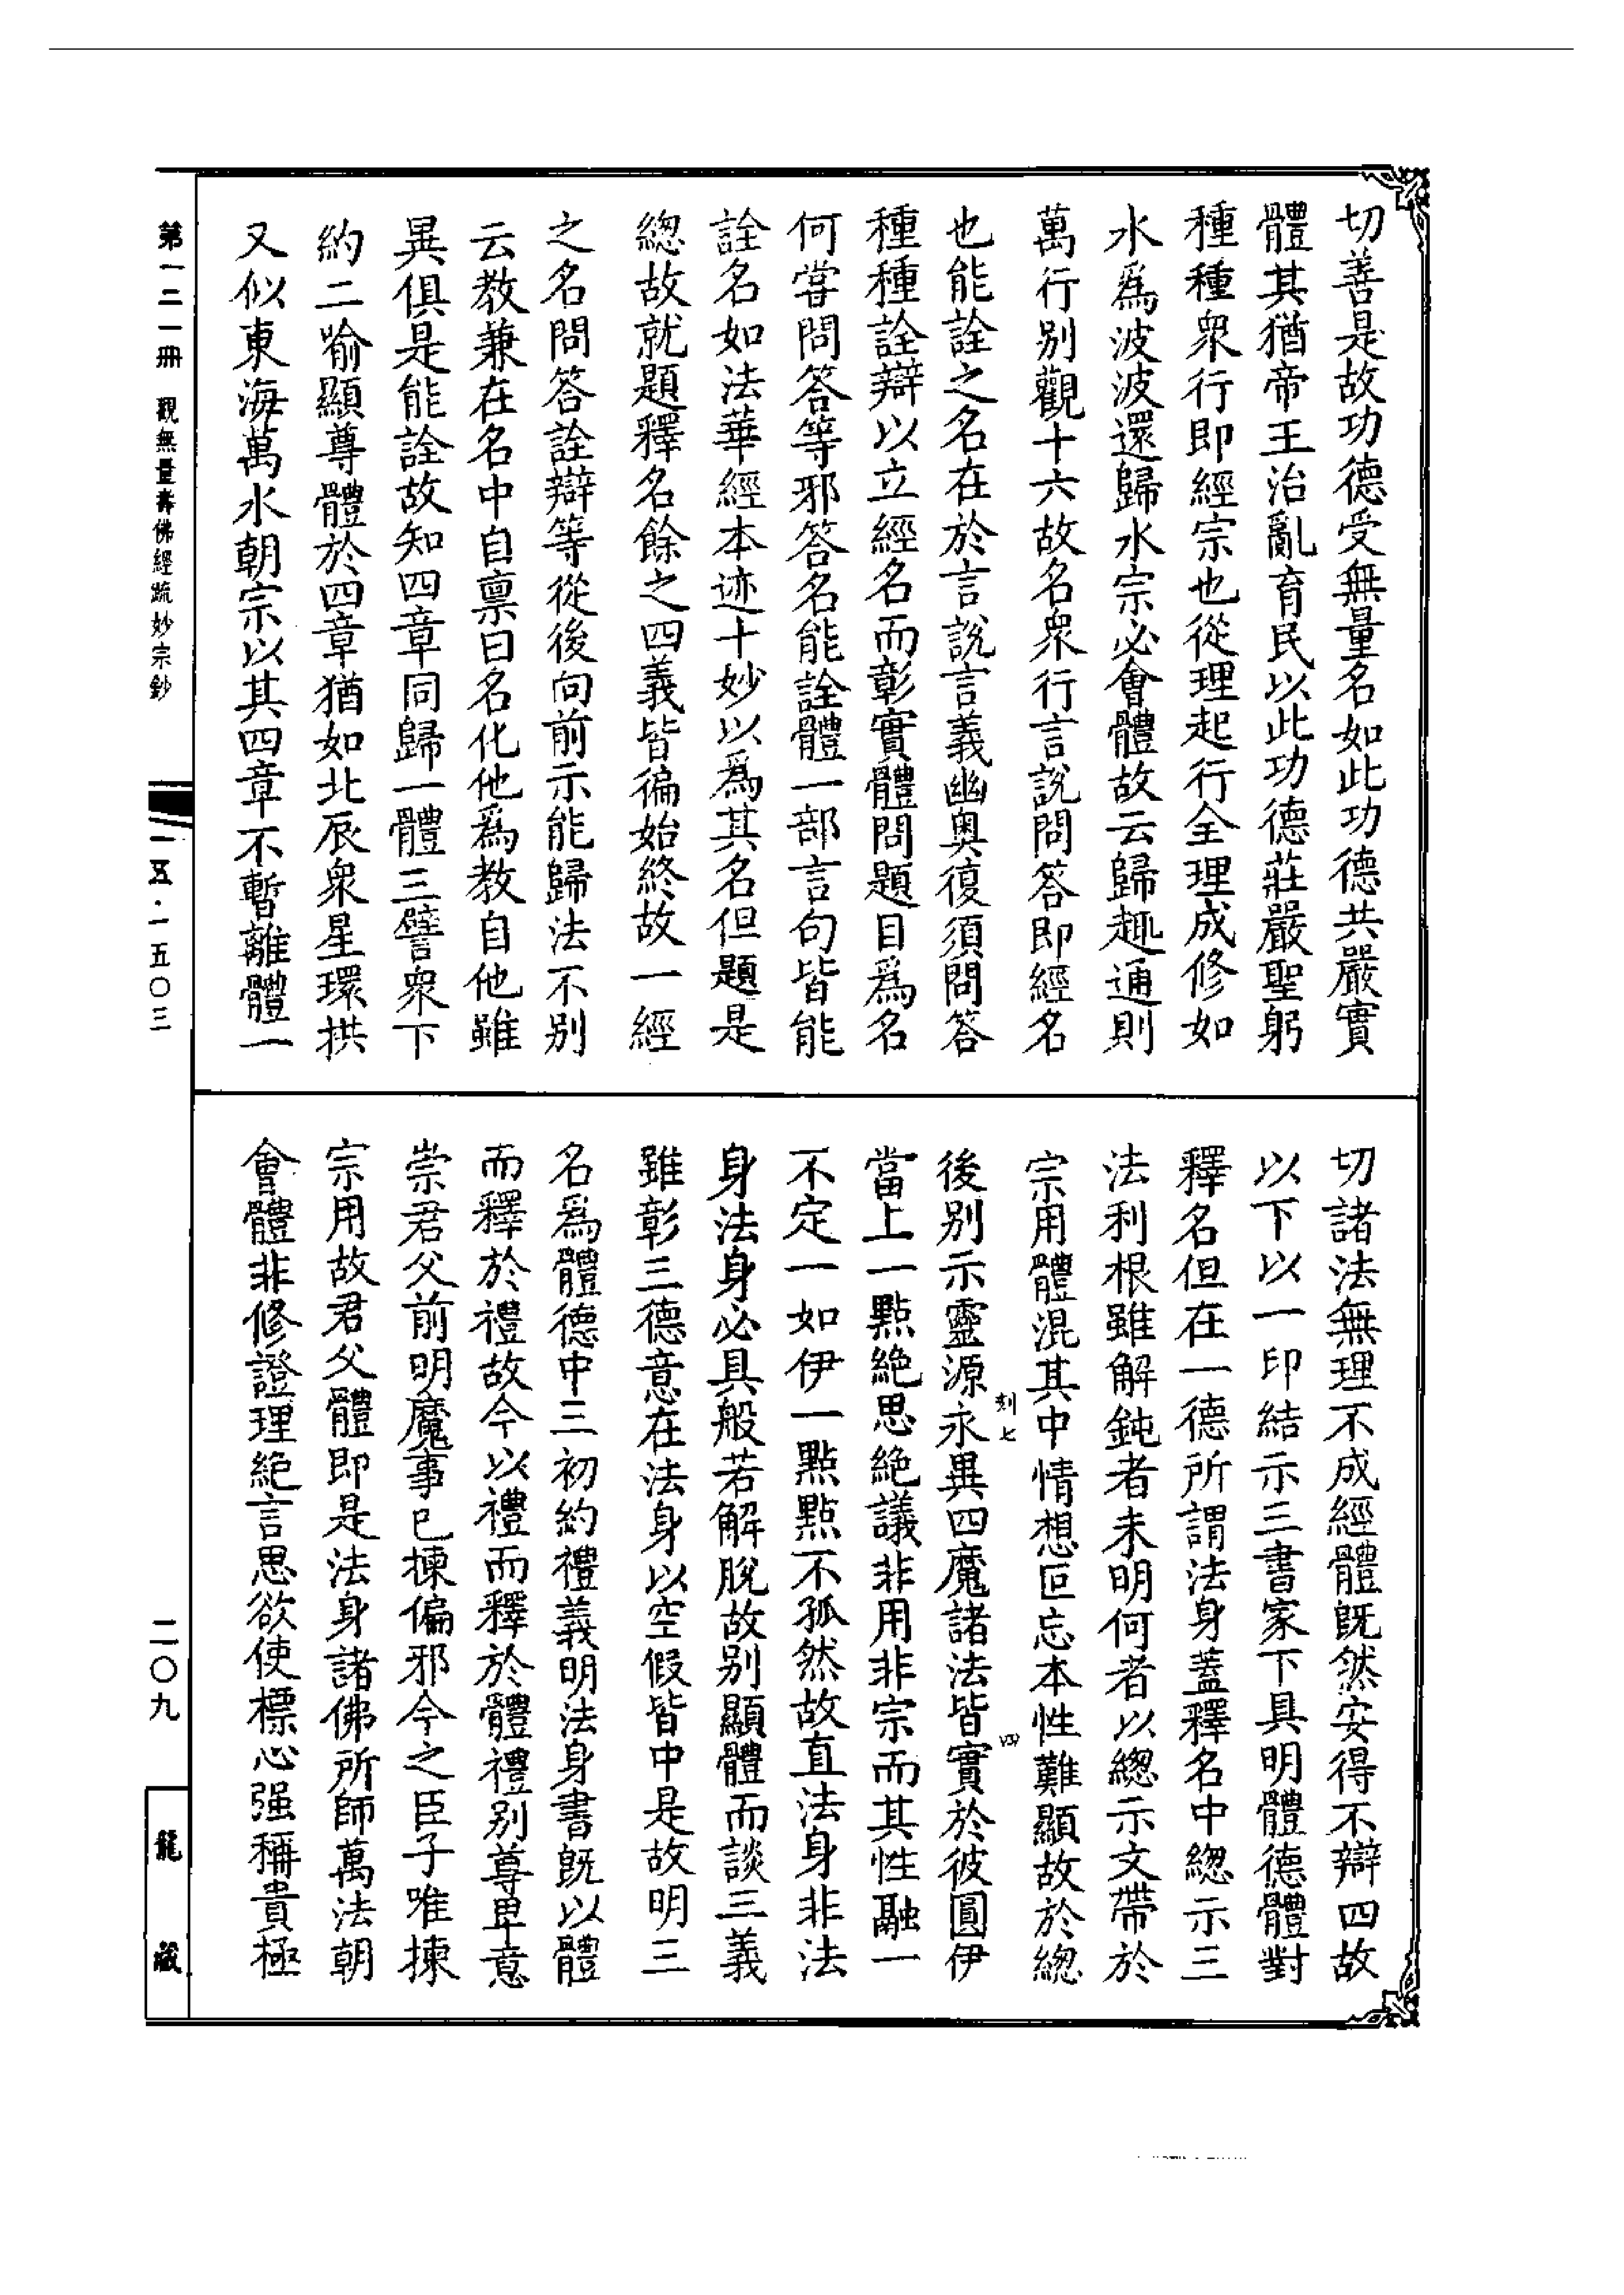 切善是故功德受無量名如此功德共嚴實
體其猶帝王治亂育民以此功德莊嚴聖躬
種種衆行即經宗也從理起行全理成修如
水爲波波還歸水宗必會體故云歸趣通則
萬行別觀十六故名衆行言說問答即經名
也能詮之名在於言說言義幽奧復須問答
種種詮辯以立經名而彰實體問題目爲名
何甞問答等邪答名能詮體一部言句皆能
詮名如法華經本迹十妙以爲其名但題是
緫故就題釋名餘之四義皆徧始終故一經
之名問答詮辯等從後向前示能歸法不別
云教兼在名中自禀曰名化他爲教自他雖
異俱是能詮故知四章同歸一體三譬衆下
約二喻顯尊體於四章猶如北辰衆星環拱
又似東海萬水朝宗以其四章不暫離體一
切諸法無理不成經體旣然安得不辯四故
以下以一印結示三書家下具明體德體對
釋名但在一德所謂法身蓋釋名中緫示三
法利根雖解鈍者未明何者以緫示文帶於
宗用體混其中情想叵忘本性難顯故於緫
後別示靈源永異四魔諸法皆實於彼圓伊
刻七
四
當上一點絶思絶議非用非宗而其性融一
不定一如伊一點點不孤然故直法身非法
身法身必具般若解脫故別顯體而談三義
雖彰三德意在法身以空假皆中是故明三
名爲體德中三初約禮義明法身書旣以體
而釋於禮故今以禮而釋於體禮別尊卑意
崇君父前明魔事已揀偏邪今之臣子唯揀
宗用故君父體即是法身諸佛所師萬法朝
會體非修證理絶言思欲使標心强稱貴極
第一二一冊 觀無量壽佛經疏妙宗鈔
一五·一五〇三
二〇九
龍藏